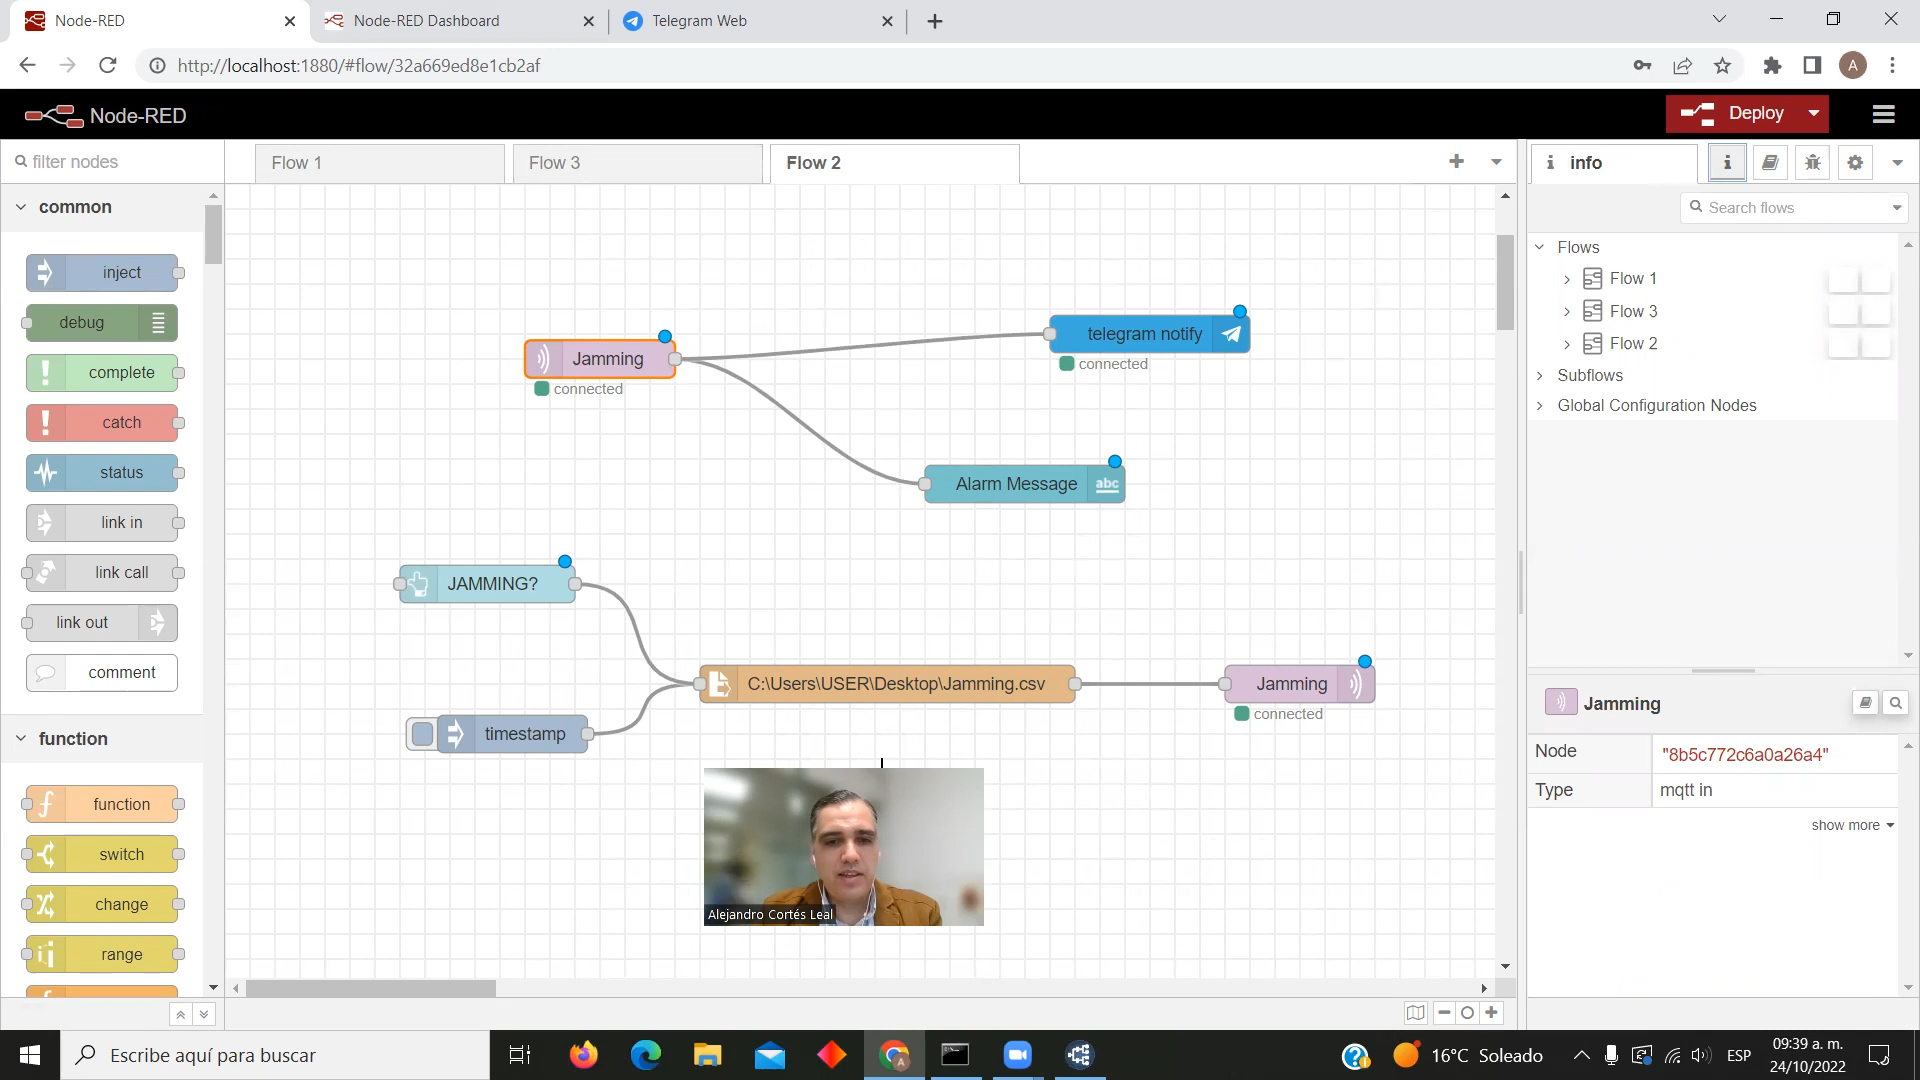 Node-RED
Node-RED Dashboard
Telegram Web
http://localhost:1880/#flow/32a669ed8e1cb2af
A
Node-RED
Deploy
filter nodes
Flow 1
Flow 3
Flow 2
info
Search flows
common
inject
debug
complete
catch
status
link in
link call
link out
comment
function
function
switch
change
range
Jamming
connected
telegram notify
connected
Alarm Message
abc
JAMMING?
timestamp
C:\Users\USER\Desktop\Jamming.csv
Jamming
connected
Alejandro Cortés Leal
Flows
Flow 1
Flow 3
Flow 2
Subflows
Global Configuration Nodes
Jamming
Node "8b5c772c6a0a26a4"
Type mqtt in
show more
Escribe aquí para buscar
16°C Soleado
ESP
09:39 a. m.
24/10/2022